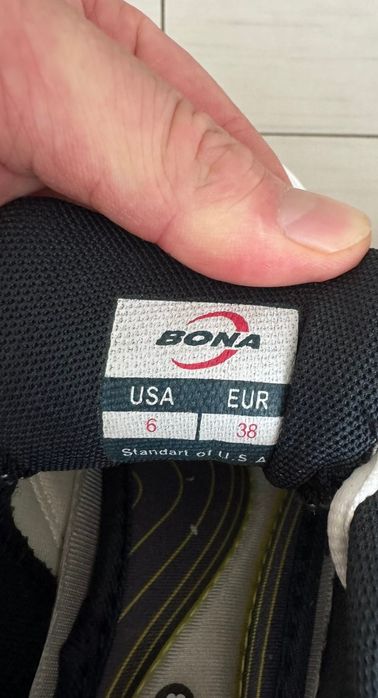 BONA
USA EUR
6 38
Standart of U S A